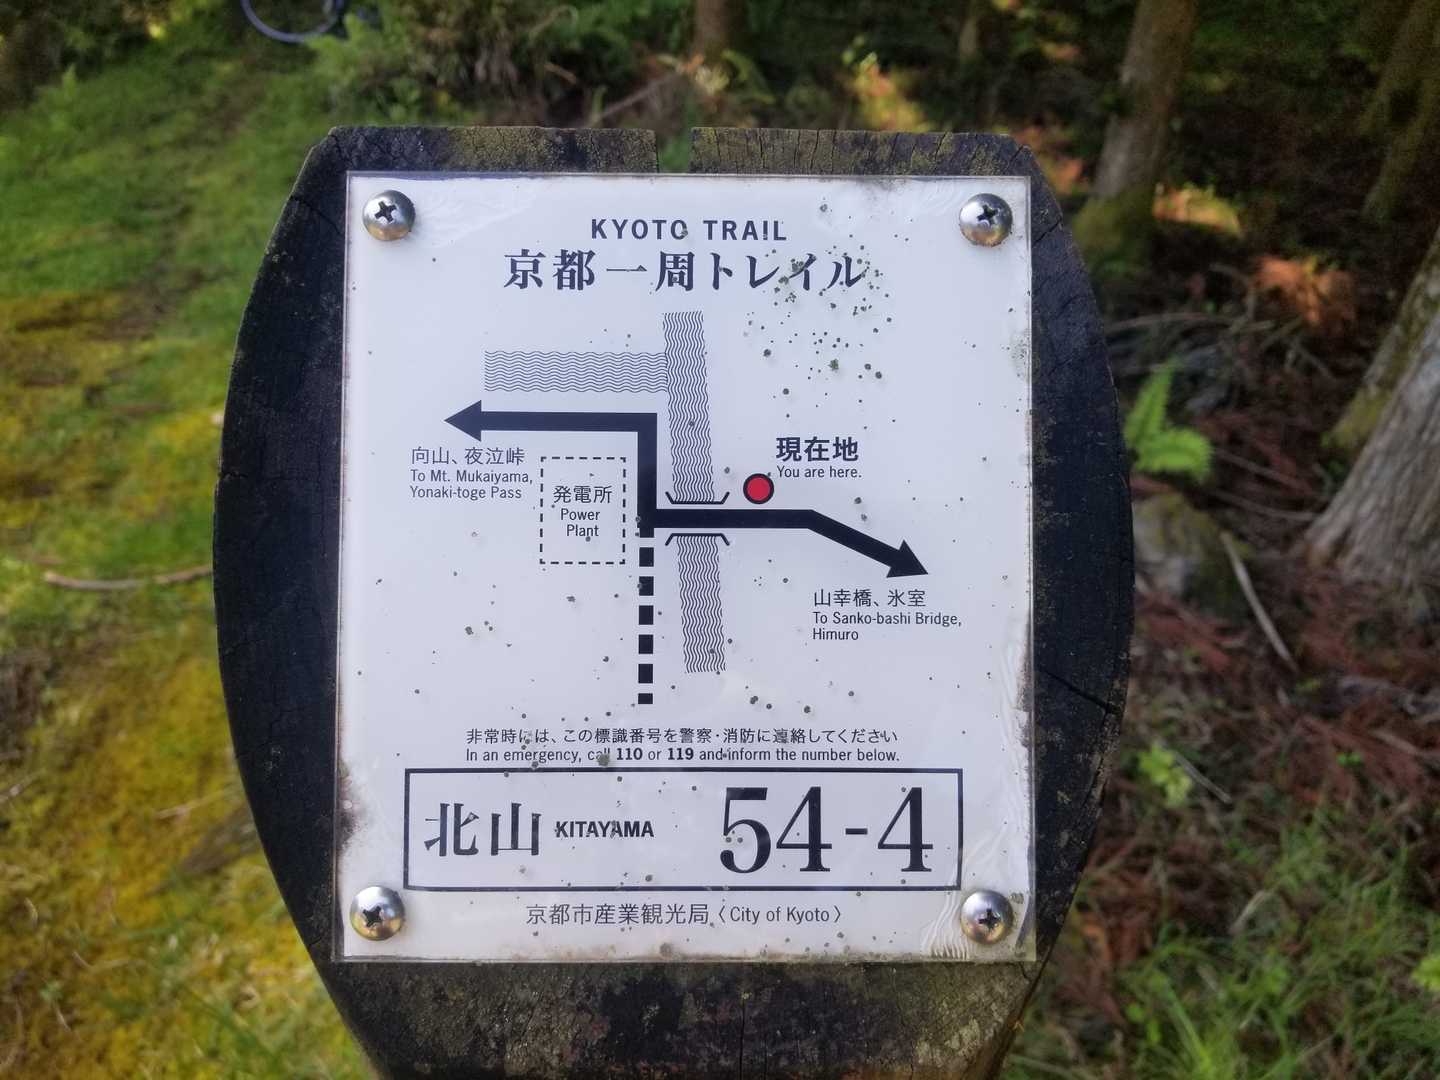 KYOTO TRAIL
京都一周トレイル
現在地
You are here.
向山、夜泣峠
To Mt. Mukaiyama,
Yonaki-toge Pass
発電所
Power
Plant
山幸橋、氷室
To Sanko-bashi Bridge,
Himuro
非常時には、この標識番号を警察・消防に連絡してください
In an emergency, call 110 or 119 and inform the number below.
北山 KITAYAMA 54-4
京都市産業観光局〈City of Kyoto〉